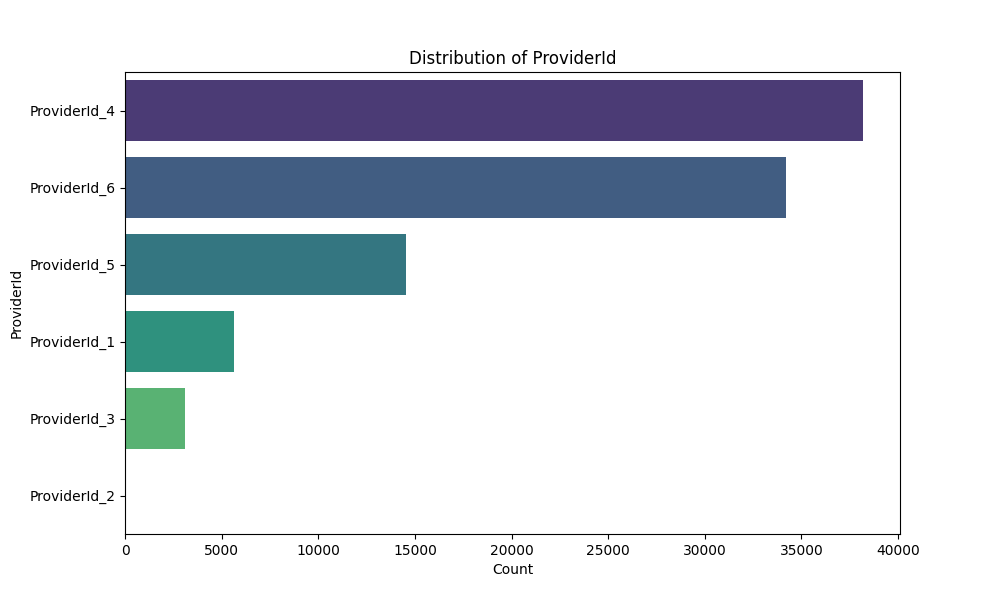 Distribution of ProviderId
ProviderId_4
ProviderId_6
ProviderId_5
ProviderId_1
ProviderId_3
ProviderId_2
ProviderId
0 5000 10000 15000 20000 25000 30000 35000 40000
Count